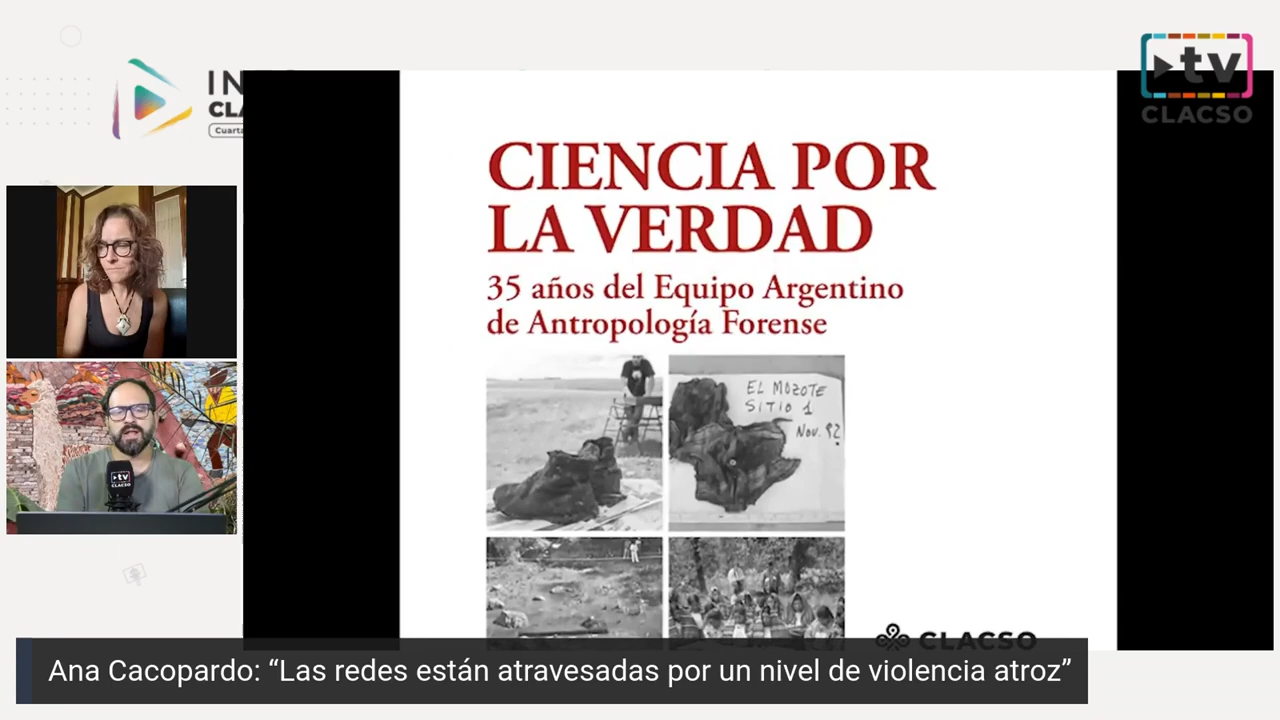 tv
CLACSO
CIENCIA POR
LA VERDAD
35 años del Equipo Argentino
de Antropología Forense
EL MOZOTE
SITIO 1
Nov. 92
tv
CLACSO
CLACSO
Ana Cacopardo: “Las redes están atravesadas por un nivel de violencia atroz”